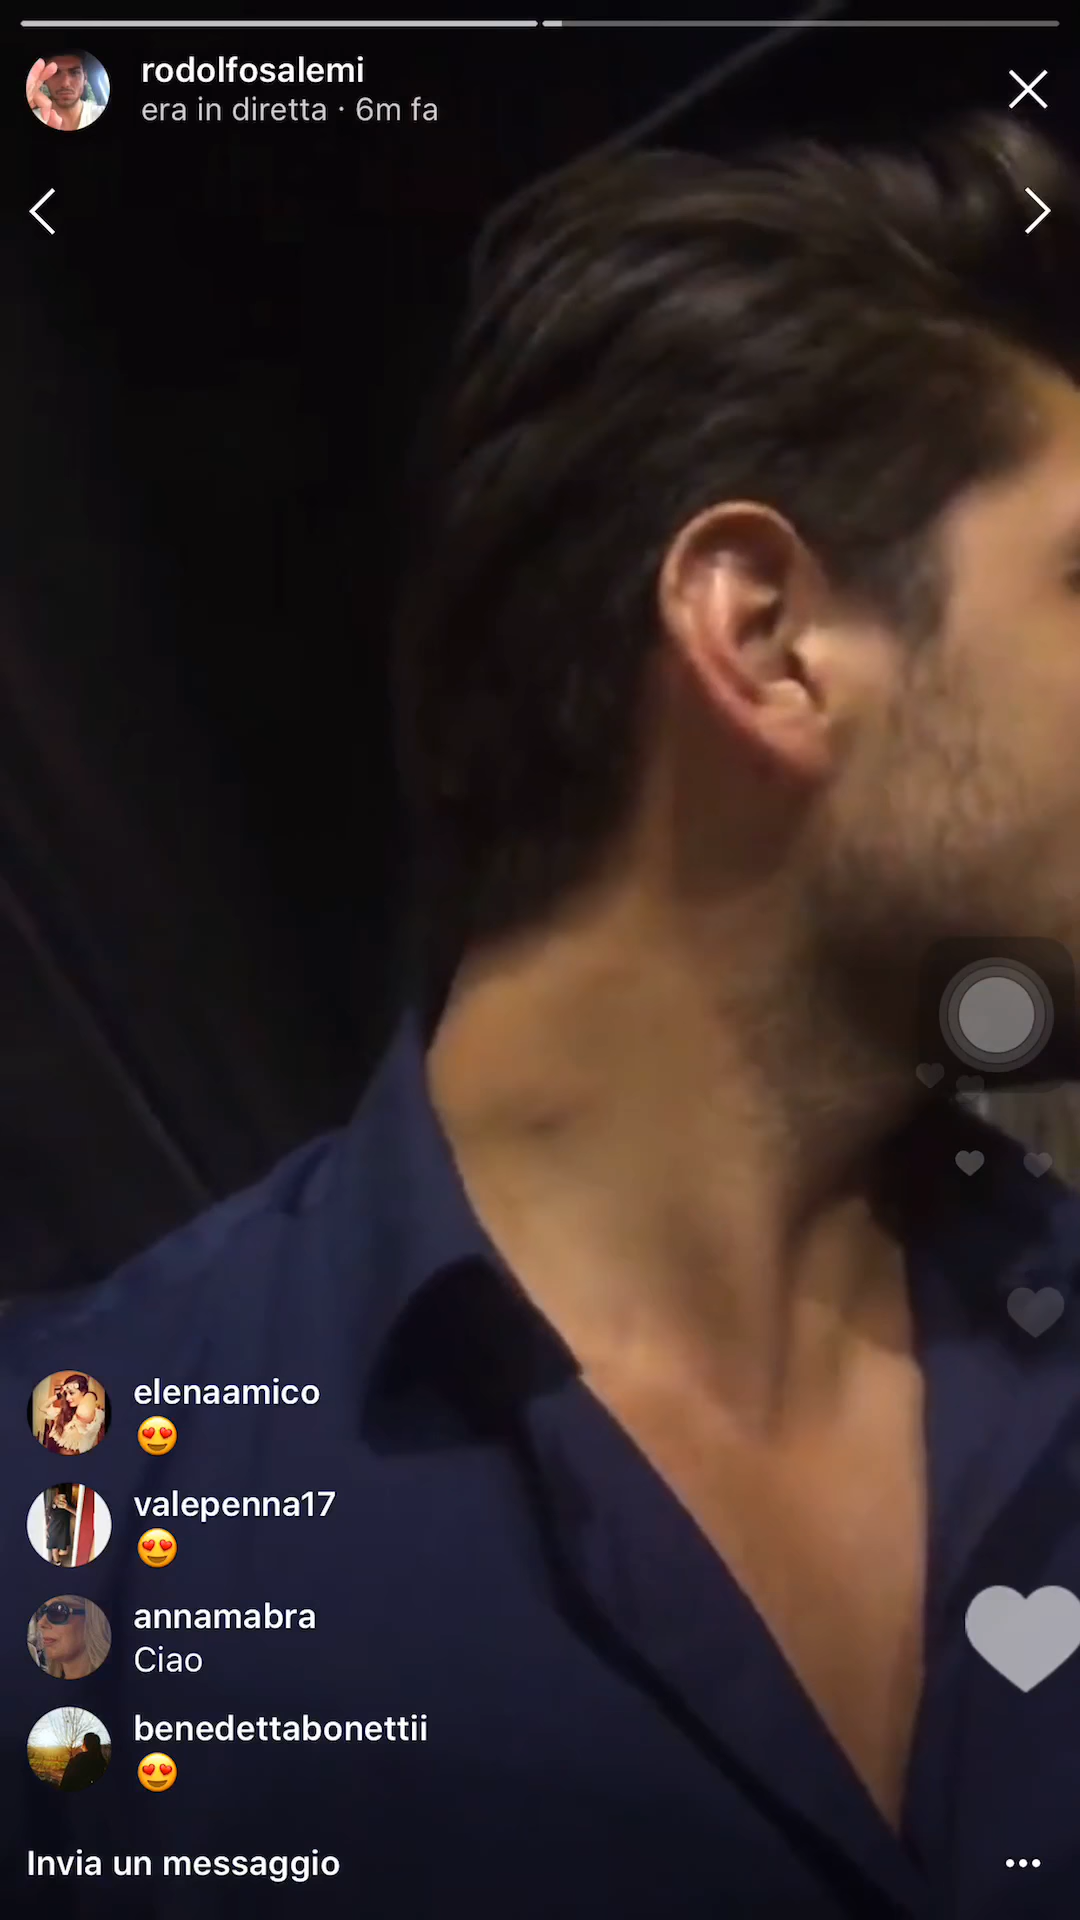 rodolfosalemi
era in diretta · 6m fa
elenaamico
😍
valepenna17
😍
annamabra
Ciao
benedettabonettii
😍
Invia un messaggio